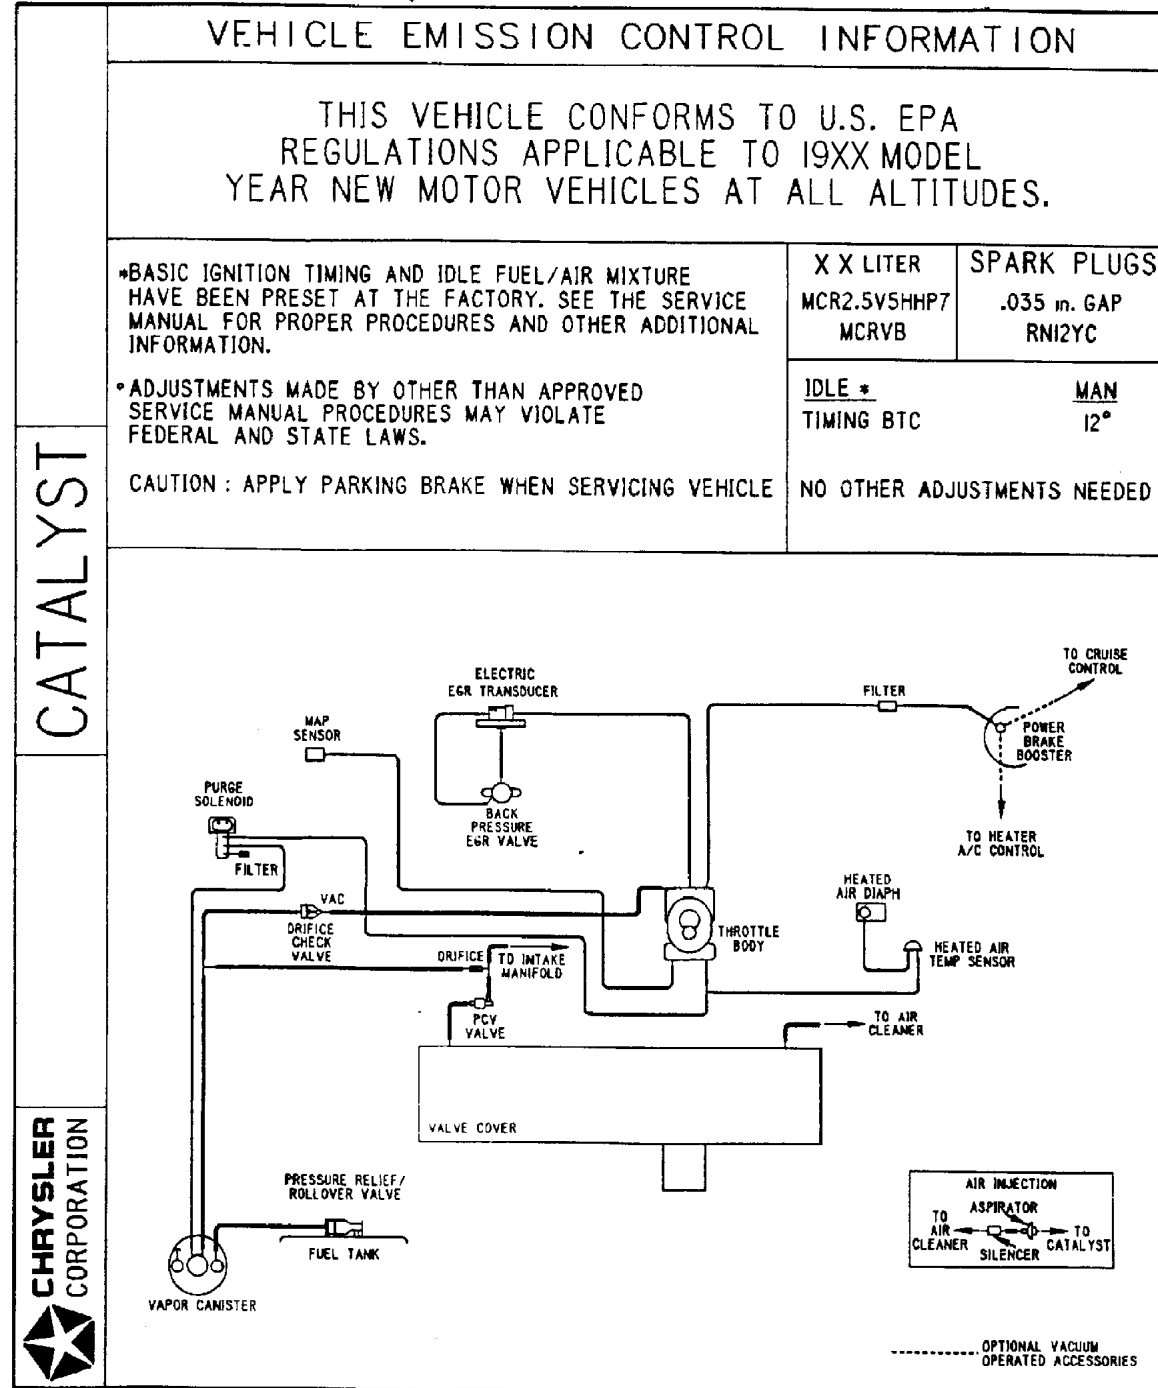 VEHICLE EMISSION CONTROL INFORMATION
THIS VEHICLE CONFORMS TO U.S. EPA
REGULATIONS APPLICABLE TO 19XX MODEL
YEAR NEW MOTOR VEHICLES AT ALL ALTITUDES.
*BASIC IGNITION TIMING AND IDLE FUEL/AIR MIXTURE
HAVE BEEN PRESET AT THE FACTORY. SEE THE SERVICE
MANUAL FOR PROPER PROCEDURES AND OTHER ADDITIONAL
INFORMATION.
•ADJUSTMENTS MADE BY OTHER THAN APPROVED
SERVICE MANUAL PROCEDURES MAY VIOLATE
FEDERAL AND STATE LAWS.
CAUTION : APPLY PARKING BRAKE WHEN SERVICING VEHICLE
X X LITER
MCR2.5V5HHP7
MCRVB
SPARK PLUGS
.035 in. GAP
RN12YC
IDLE * MAN
TIMING BTC 12°
NO OTHER ADJUSTMENTS NEEDED
CATALYST
CHRYSLER
CORPORATION
ELECTRIC
EGR TRANSDUCER
MAP
SENSOR
PURGE
SOLENOID
FILTER
BACK
PRESSURE
EGR VALVE
FILTER
TO CRUISE
CONTROL
POWER
BRAKE
BOOSTER
TO HEATER
A/C CONTROL
HEATED
AIR DIAPH
VAC
ORIFICE
CHECK
VALVE
ORIFICE
TO INTAKE
MANIFOLD
THROTTLE
BODY
HEATED AIR
TEMP SENSOR
PCV
VALVE
TO AIR
CLEANER
VALVE COVER
PRESSURE RELIEF/
ROLLOVER VALVE
FUEL TANK
VAPOR CANISTER
AIR INJECTION
ASPIRATOR
TO
AIR
CLEANER
SILENCER
TO
CATALYST
OPTIONAL VACUUM
OPERATED ACCESSORIES